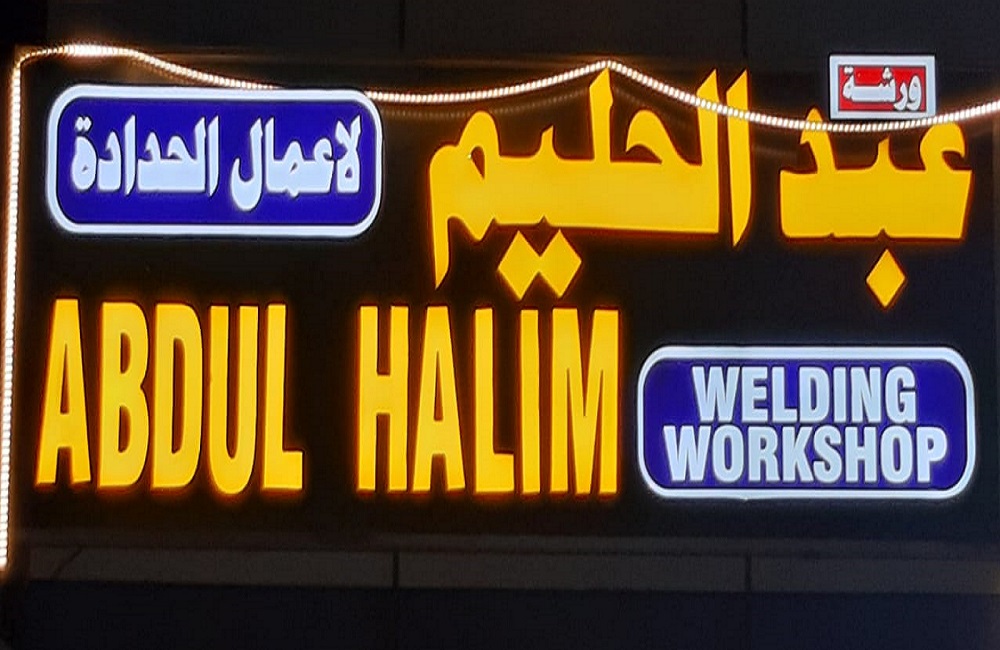 ورشة
عبد الحليم
لاعمال الحدادة
ABDUL HALIM
WELDING
WORKSHOP